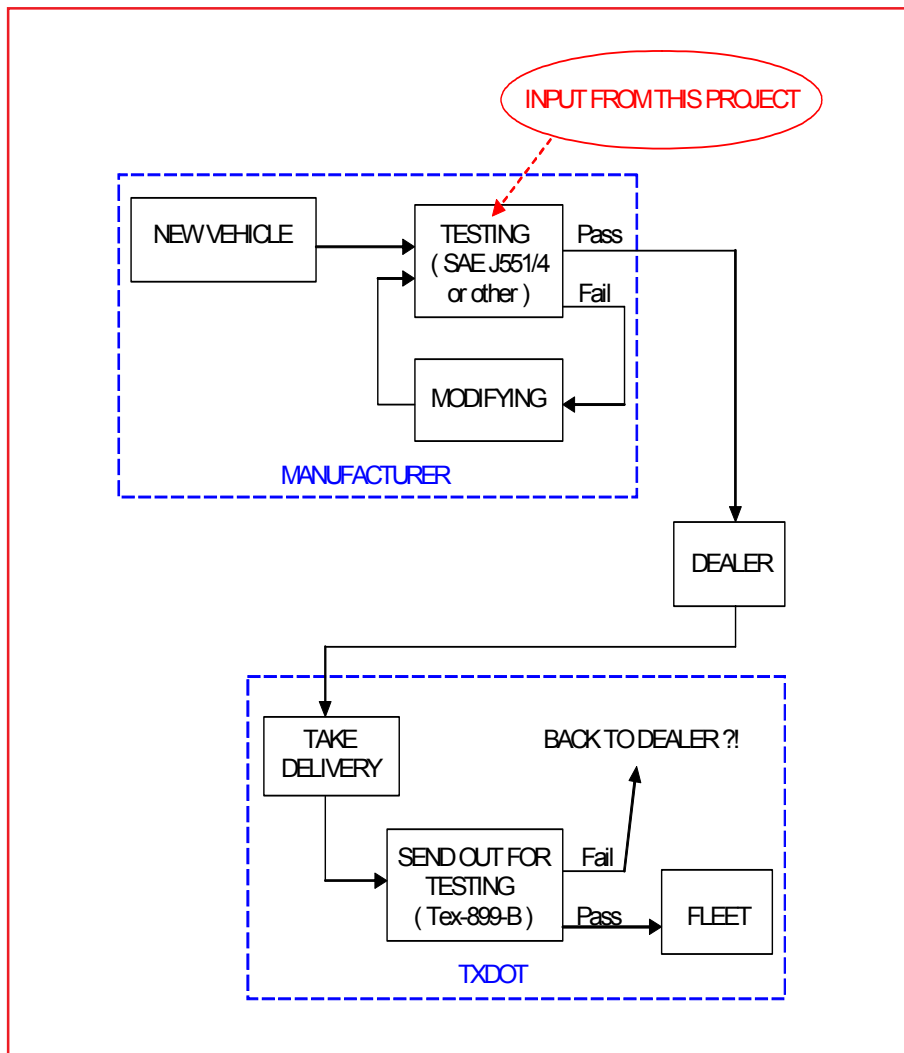 INPUT FROM THIS PROJECT
NEW VEHICLE
TESTING
( SAE J551/4
or other )
Pass
Fail
MODIFYING
MANUFACTURER
DEALER
TAKE
DELIVERY
BACK TO DEALER ?!
SEND OUT FOR
TESTING
( Tex-899-B )
Fail
Pass
FLEET
TXDOT